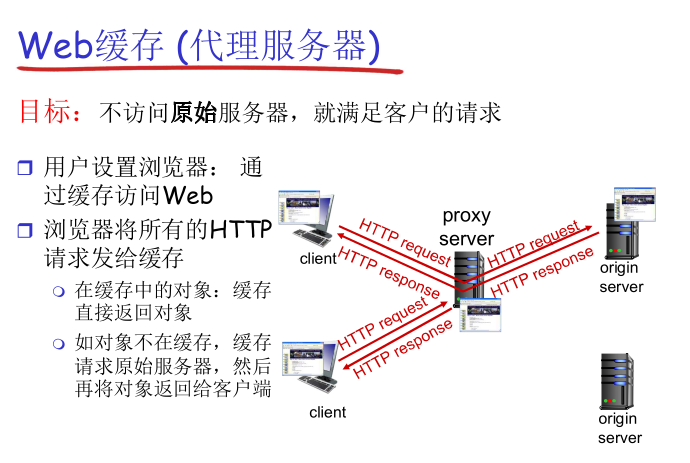 Web缓存 (代理服务器)
目标：不访问原始服务器，就满足客户的请求
用户设置浏览器： 通
过缓存访问Web
浏览器将所有的HTTP
请求发给缓存
在缓存中的对象：缓存
直接返回对象
如对象不在缓存，缓存
请求原始服务器，然后
再将对象返回给客户端
client
HTTP request
HTTP response
proxy
server
HTTP request
HTTP response
origin
server
HTTP request
HTTP response
client
origin
server